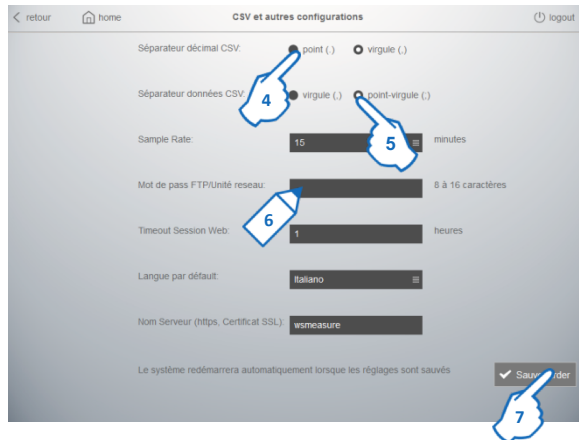 retour home CSV et autres configurations logout
Séparateur décimal CSV: point (.) virgule (,)
4
Séparateur données CSV: virgule (,) point-virgule (;)
5
Sample Rate: 15 minutes
Mot de pass FTP/Unité reseau: 8 à 16 caractères
6
Timeout Session Web: 1 heures
Langue par défault: Italiano
Nom Serveur (https, Certificat SSL): wsmeasure
Le système redémarrera automatiquement lorsque les réglages sont sauvés
7